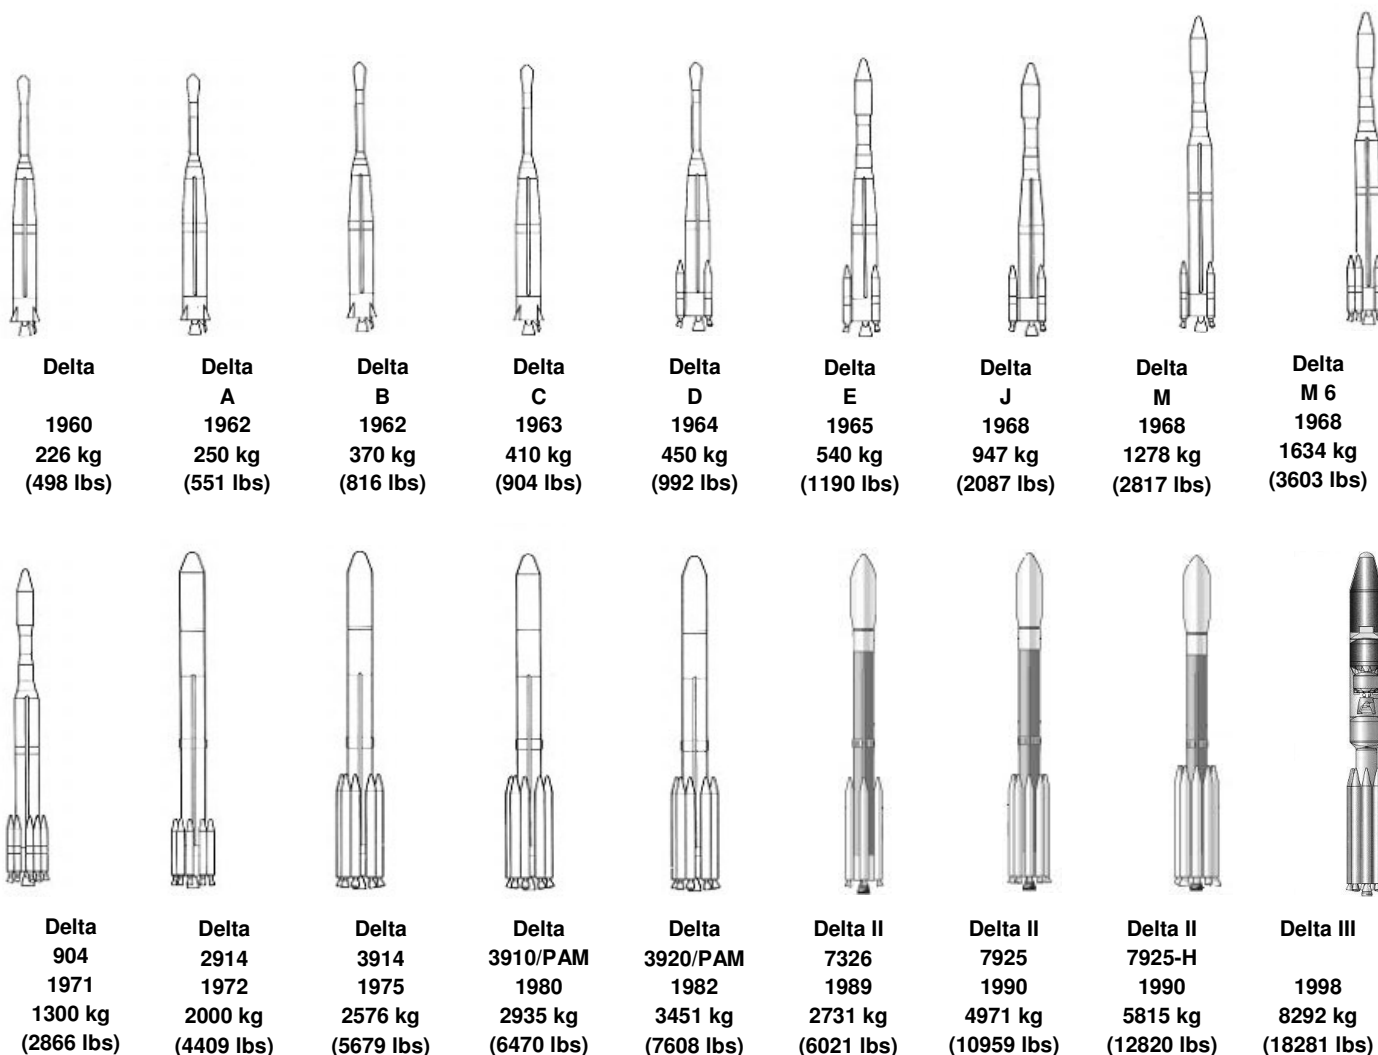 Delta
1960
226 kg
(498 lbs)
Delta
A
1962
250 kg
(551 lbs)
Delta
B
1962
370 kg
(816 lbs)
Delta
C
1963
410 kg
(904 lbs)
Delta
D
1964
450 kg
(992 lbs)
Delta
E
1965
540 kg
(1190 lbs)
Delta
J
1968
947 kg
(2087 lbs)
Delta
M
1968
1278 kg
(2817 lbs)
Delta
M 6
1968
1634 kg
(3603 lbs)
Delta
904
1971
1300 kg
(2866 lbs)
Delta
2914
1972
2000 kg
(4409 lbs)
Delta
3914
1975
2576 kg
(5679 lbs)
Delta
3910/PAM
1980
2935 kg
(6470 lbs)
Delta
3920/PAM
1982
3451 kg
(7608 lbs)
Delta II
7326
1989
2731 kg
(6021 lbs)
Delta II
7925
1990
4971 kg
(10959 lbs)
Delta II
7925-H
1990
5815 kg
(12820 lbs)
Delta III
1998
8292 kg
(18281 lbs)